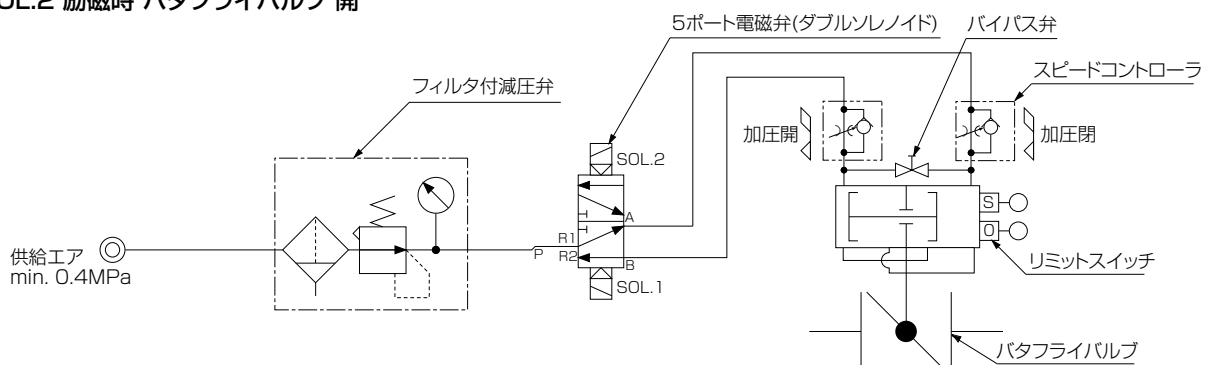 SOL.2 励磁時 バタフライバルブ 開
5ポート電磁弁(ダブルソレノイド)
バイパス弁
スピードコントローラ
フィルタ付減圧弁
加圧開
加圧閉
SOL.2
A
S
R1
O
供給エア
min. 0.4MPa
P
R2
B
リミットスイッチ
SOL.1
バタフライバルブ